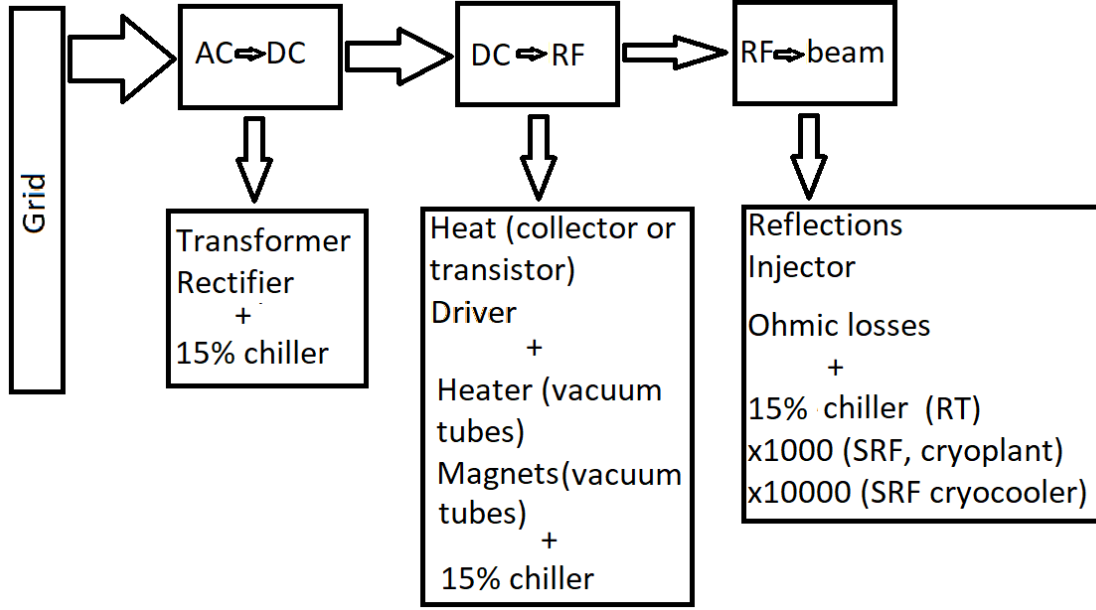 Grid
AC⇨DC
DC⇨RF
RF⇨beam
Transformer
Rectifier
+
15% chiller
Heat (collector or
transistor)
Driver
+
Heater (vacuum
tubes)
Magnets(vacuum
tubes)
+
15% chiller
Reflections
Injector
Ohmic losses
+
15% chiller (RT)
x1000 (SRF, cryoplant)
x10000 (SRF cryocooler)